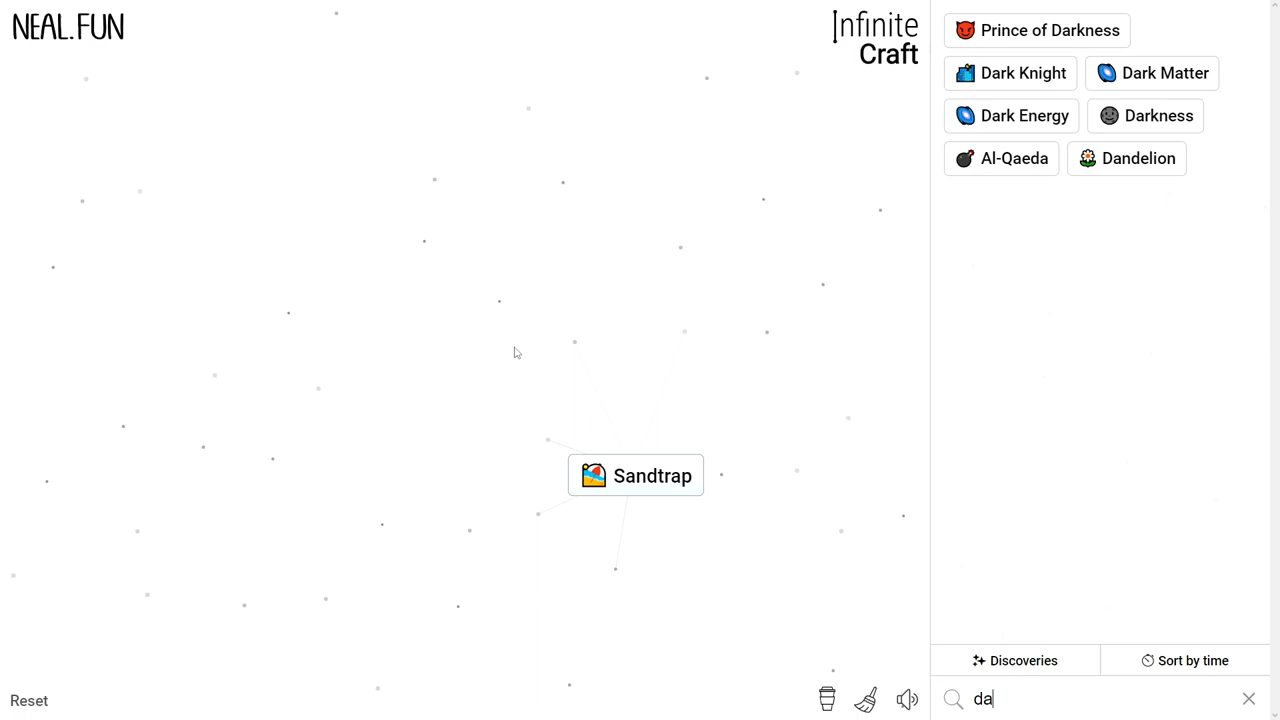 NEAL.FUN
Infinite
Craft
Prince of Darkness
Dark Knight
Dark Matter
Dark Energy
Darkness
Al-Qaeda
Dandelion
Sandtrap
Discoveries
Sort by time
Reset
da